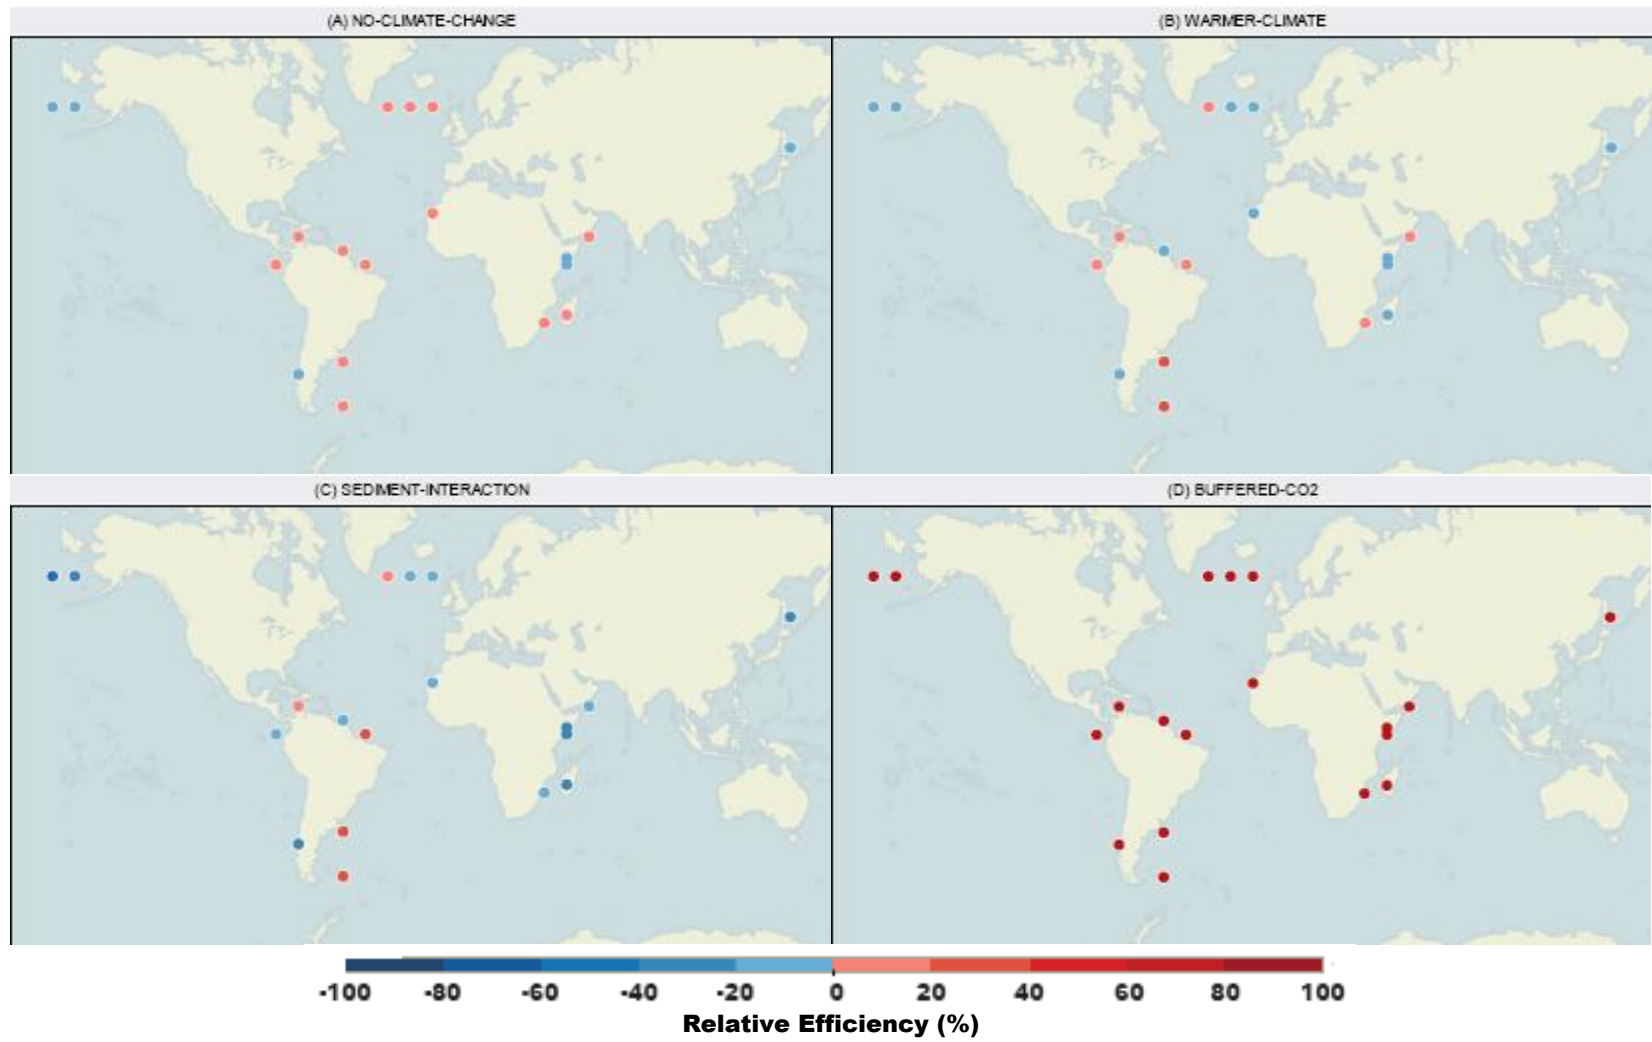 (A) NO-CLIMATE-CHANGE
(B) WARMER-CLIMATE
(C) SEDIMENT-INTERACTION
(D) BUFFERED-CO2
-100 -80 -60 -40 -20 0 20 40 60 80 100
Relative Efficiency (%)